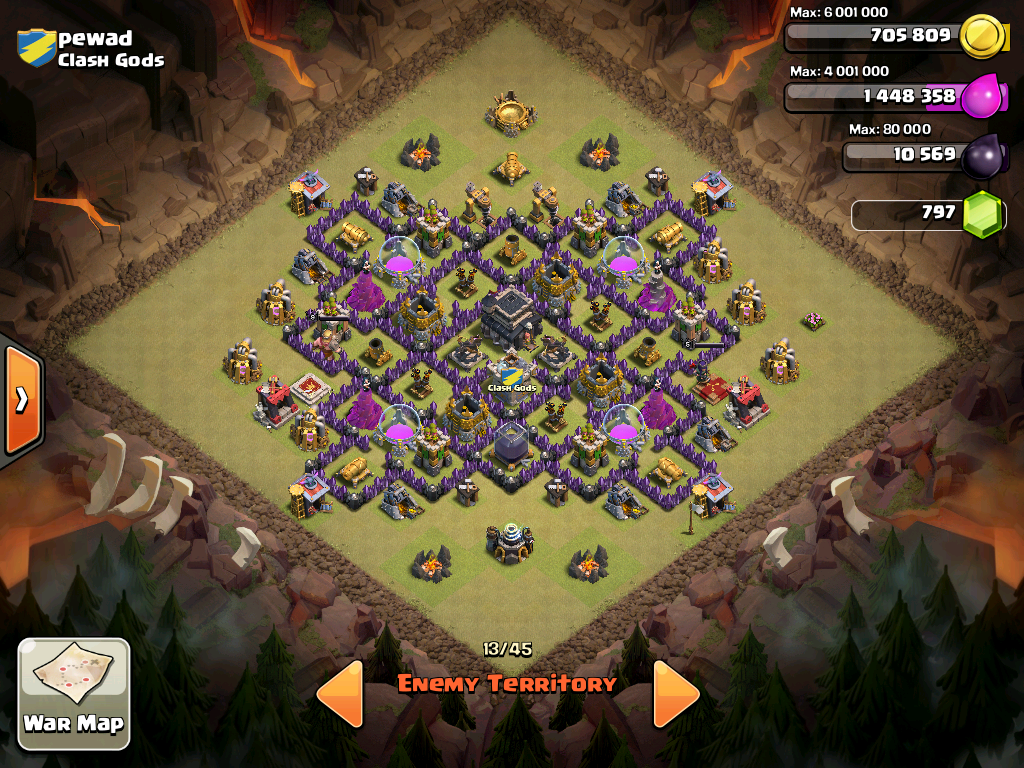 pewad
Clash Gods
Max: 6 001 000
705 809
Max: 4 001 000
1 448 358
Max: 80 000
10 569
797
Clash Gods
13/45
Enemy Territory
War Map